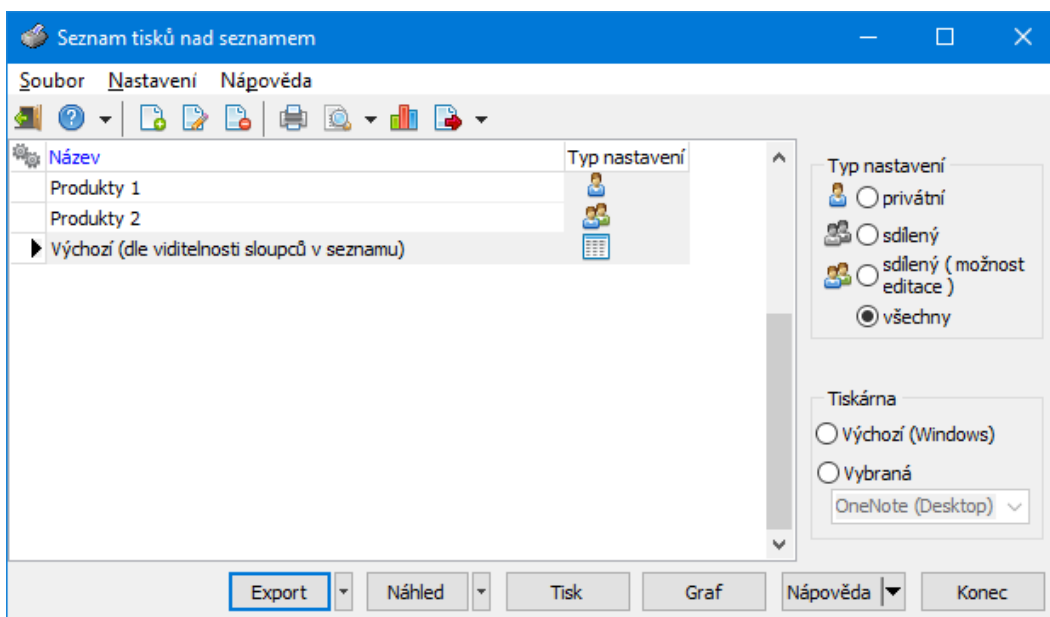 Seznam tisků nad seznamem
Soubor Nastavení Nápověda
Název Typ nastavení
Produkty 1
Produkty 2
Výchozí (dle viditelnosti sloupců v seznamu)
Typ nastavení
privátní
sdílený
sdílený ( možnost
editace )
všechny
Tiskárna
Výchozí (Windows)
Vybraná
OneNote (Desktop)
Export Náhled Tisk Graf Nápověda Konec